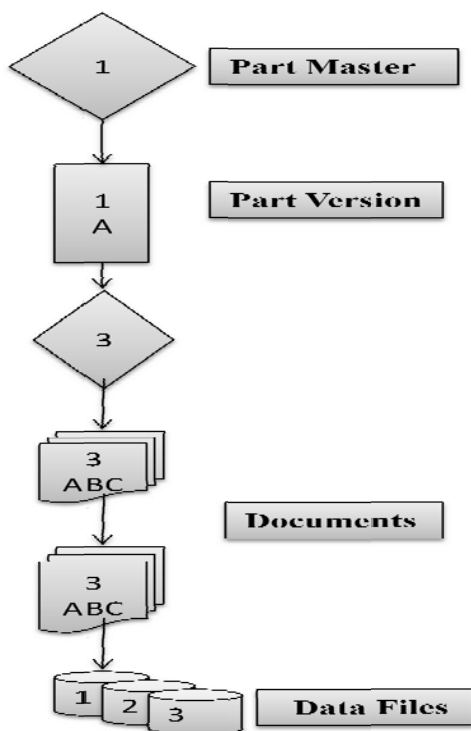 1
Part Master
1
A
Part Version
3
3
ABC
Documents
3
ABC
1
2
3
Data Files